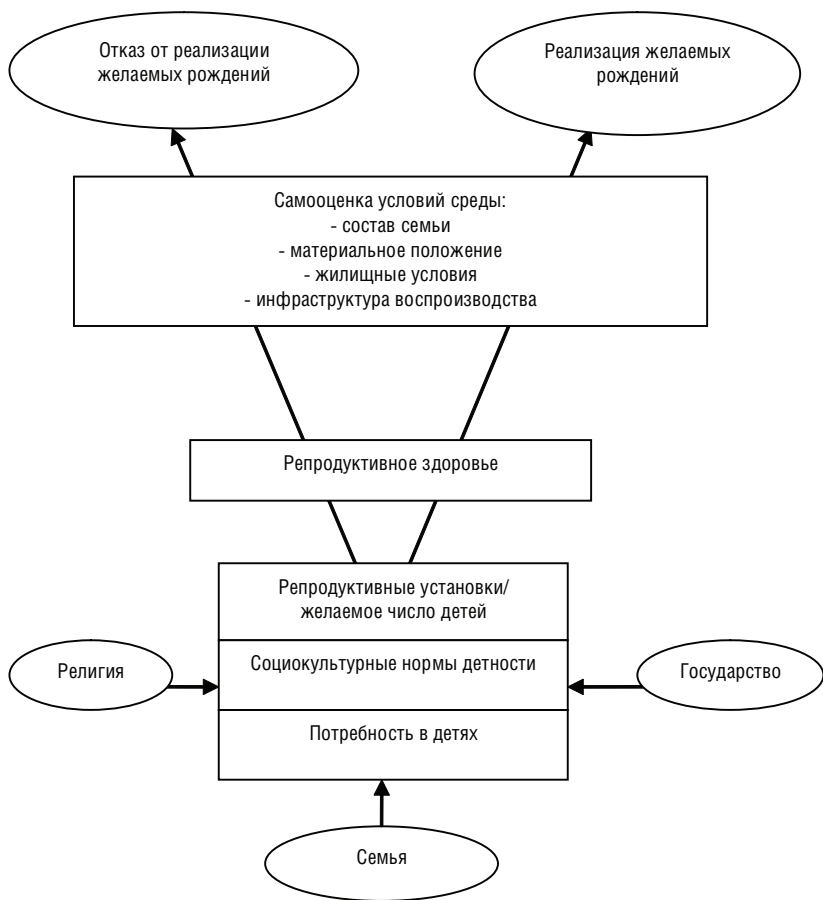 Отказ от реализации
желаемых рождений
Реализация желаемых
рождений
Самооценка условий среды:
- состав семьи
- материальное положение
- жилищные условия
- инфраструктура воспроизводства
Репродуктивное здоровье
Репродуктивные установки/
желаемое число детей
Религия
Социокультурные нормы детности
Государство
Потребность в детях
Семья